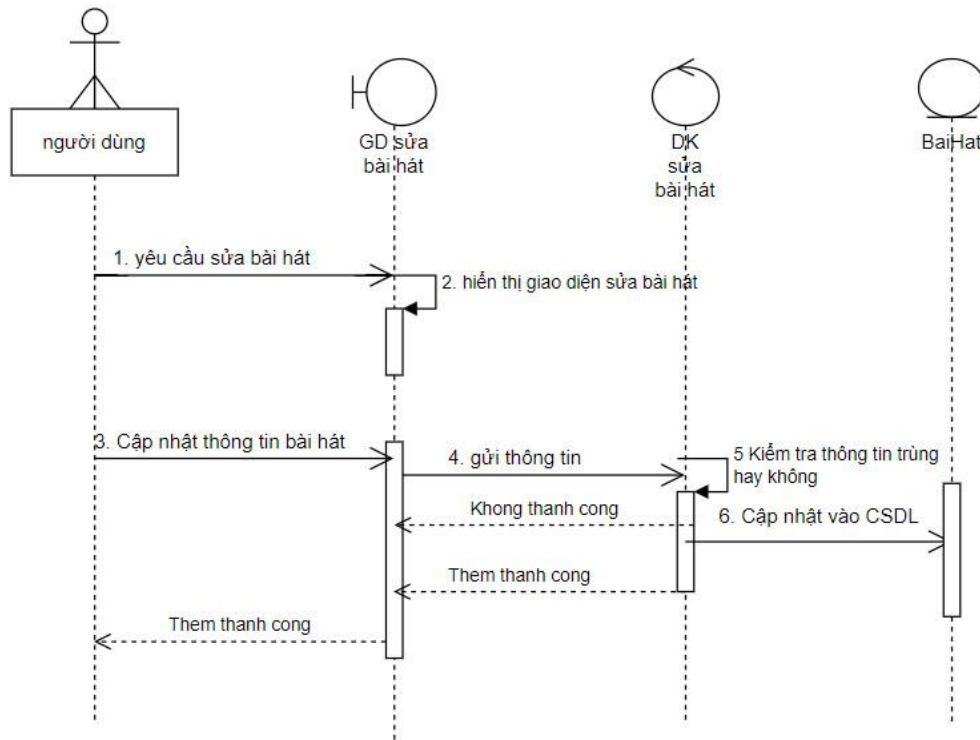 người dùng
GD sửa
bài hát
DK
sửa
bài hát
BaiHat
1. yêu cầu sửa bài hát
2. hiển thị giao diện sửa bài hát
3. Cập nhật thông tin bài hát
4. gửi thông tin
5 Kiểm tra thông tin trùng
hay không
Khong thanh cong
6. Cập nhật vào CSDL
Them thanh cong
Them thanh cong